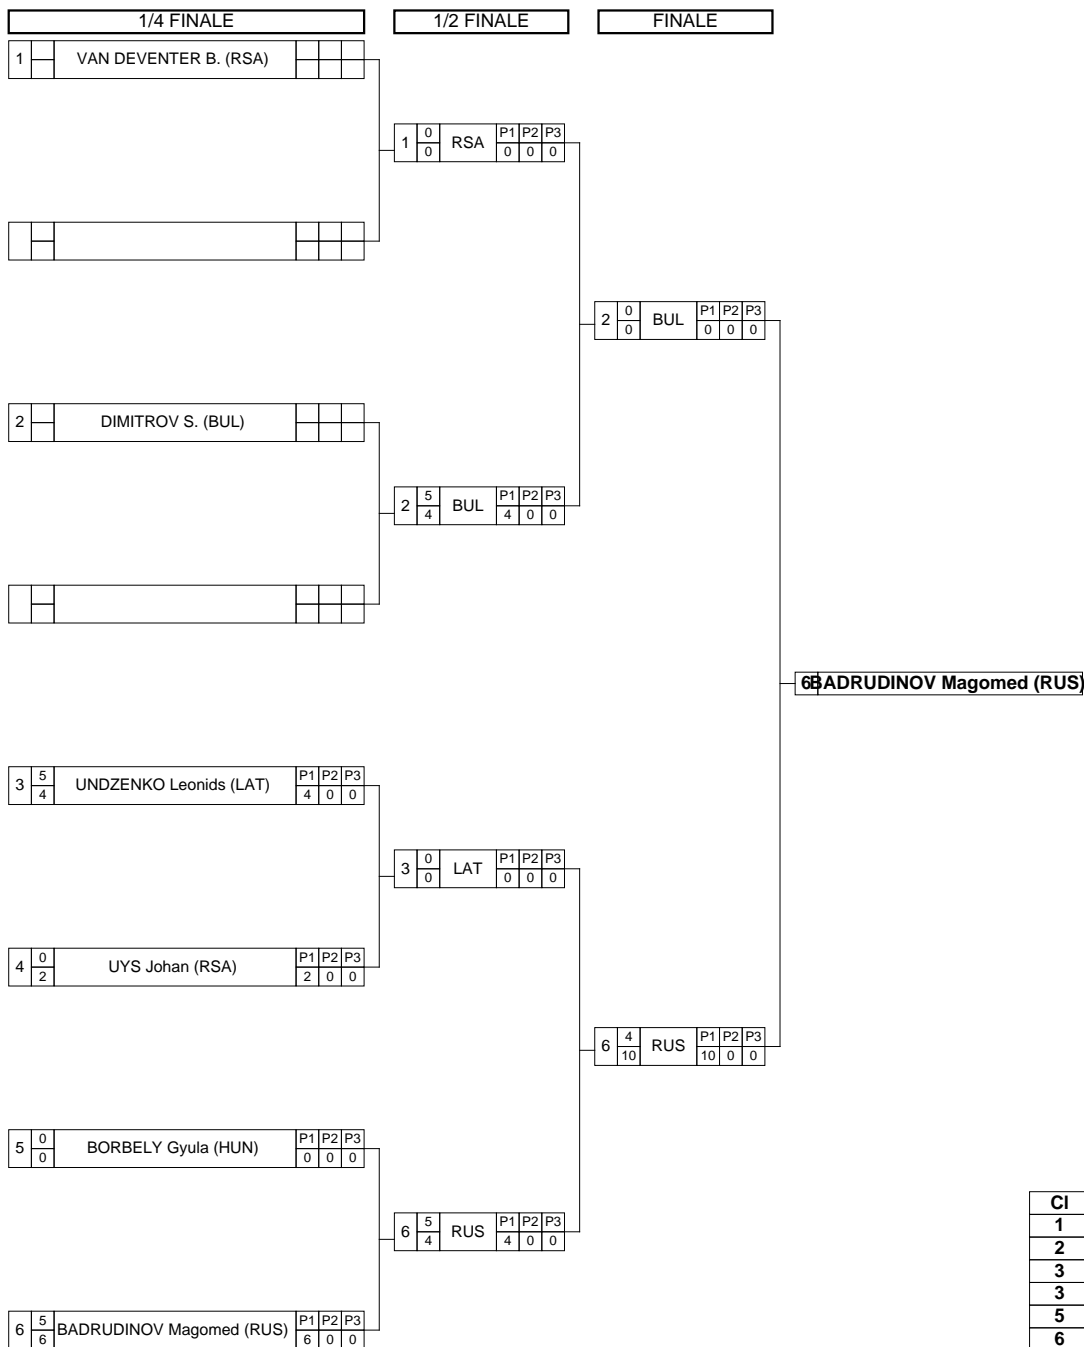 1/4 FINALE 1/2 FINALE FINALE
1 VAN DEVENTER B. (RSA)
1 0 RSA P1 P2 P3
0 0 0 0
2 0 BUL P1 P2 P3
0 0 0 0
2 DIMITROV S. (BUL)
2 5 BUL P1 P2 P3
4 4 0 0
6 BADRUDINOV Magomed (RUS)
3 5 UNDZENKO Leonids (LAT) P1 P2 P3
4 4 0 0
3 0 LAT P1 P2 P3
0 0 0 0
4 0 UYS Johan (RSA) P1 P2 P3
2 2 0 0
6 4 RUS P1 P2 P3
10 10 0 0
5 0 BORBELY Gyula (HUN) P1 P2 P3
0 0 0 0
6 5 RUS P1 P2 P3
4 4 0 0
6 5 BADRUDINOV Magomed (RUS) P1 P2 P3
6 6 0 0
Cl
1
2
3
3
5
6